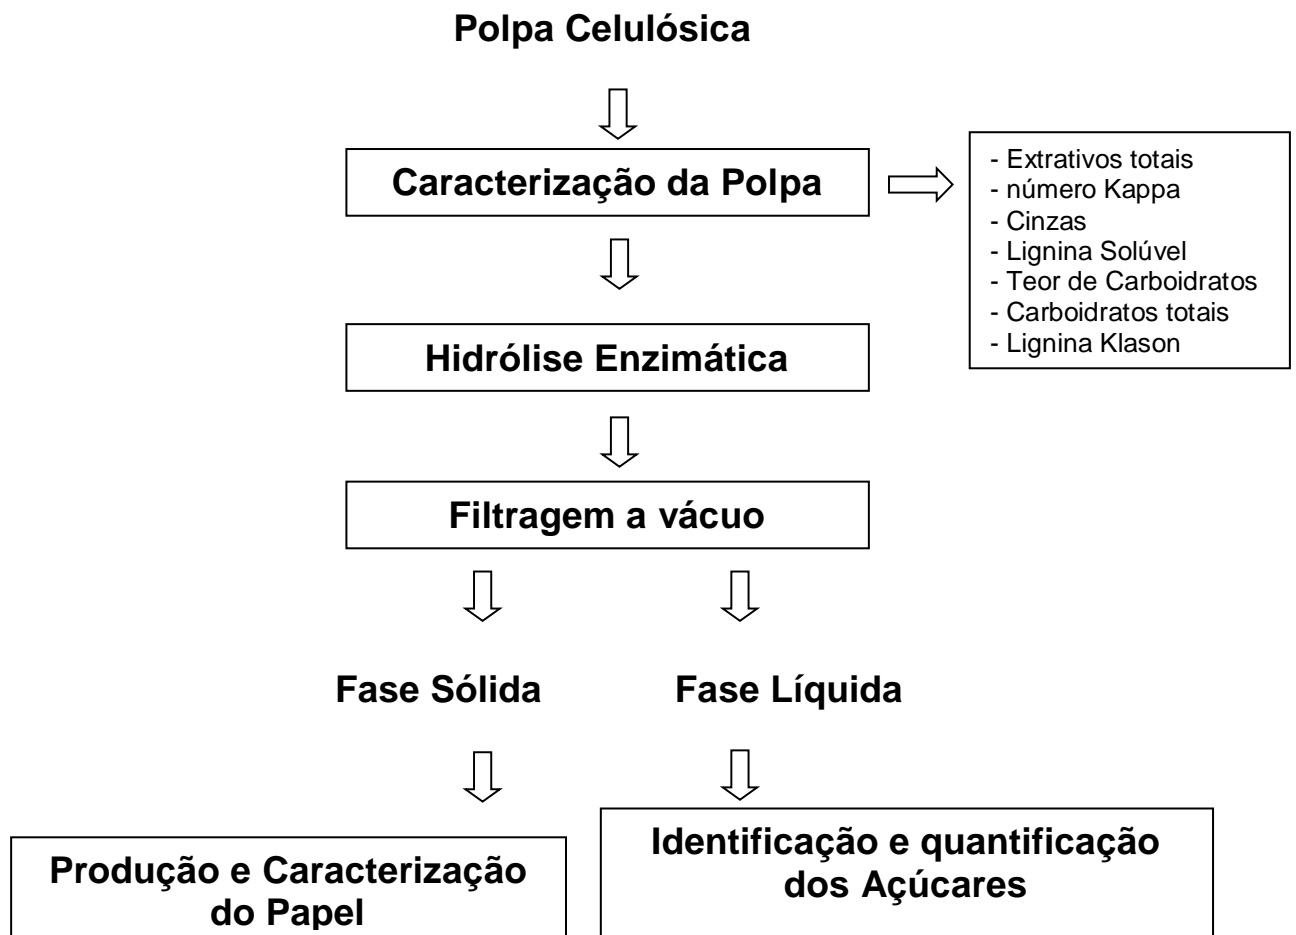 Polpa Celulósica
Caracterização da Polpa
- Extrativos totais
- número Kappa
- Cinzas
- Lignina Solúvel
- Teor de Carboidratos
- Carboidratos totais
- Lignina Klason
Hidrólise Enzimática
Filtragem a vácuo
Fase Sólida
Fase Líquida
Produção e Caracterização
do Papel
Identificação e quantificação
dos Açúcares